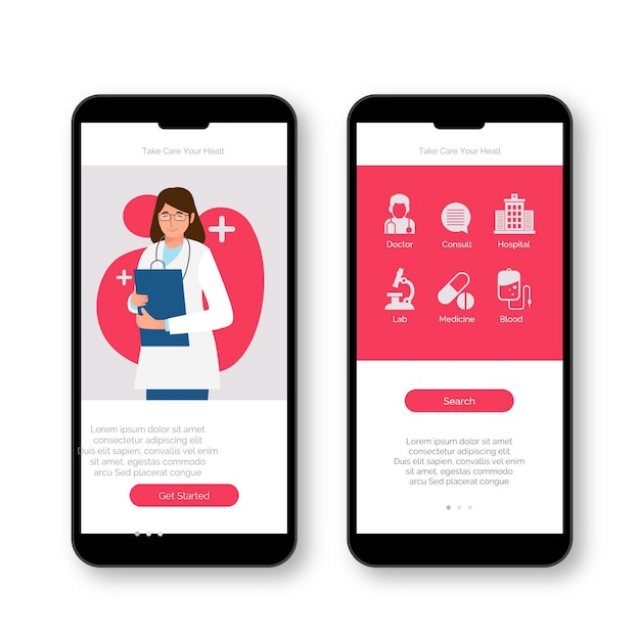 Take Care Your Healt
Lorem ipsum dolor sit amet
consectetur adipiscing elit
Duis elit sapien, convallis vitae enim
sit amet, egestas commodo
arcu Sed placerat congue
Get Started
Take Care Your Healt
Doctor Consult Hospital
Lab Medicine Blood
Search
Lorem ipsum dolor sit amet
consectetur adipiscing elit
Duis elit sapien, convallis vitae enim
sit amet, egestas commodo
arcu Sed placerat congue